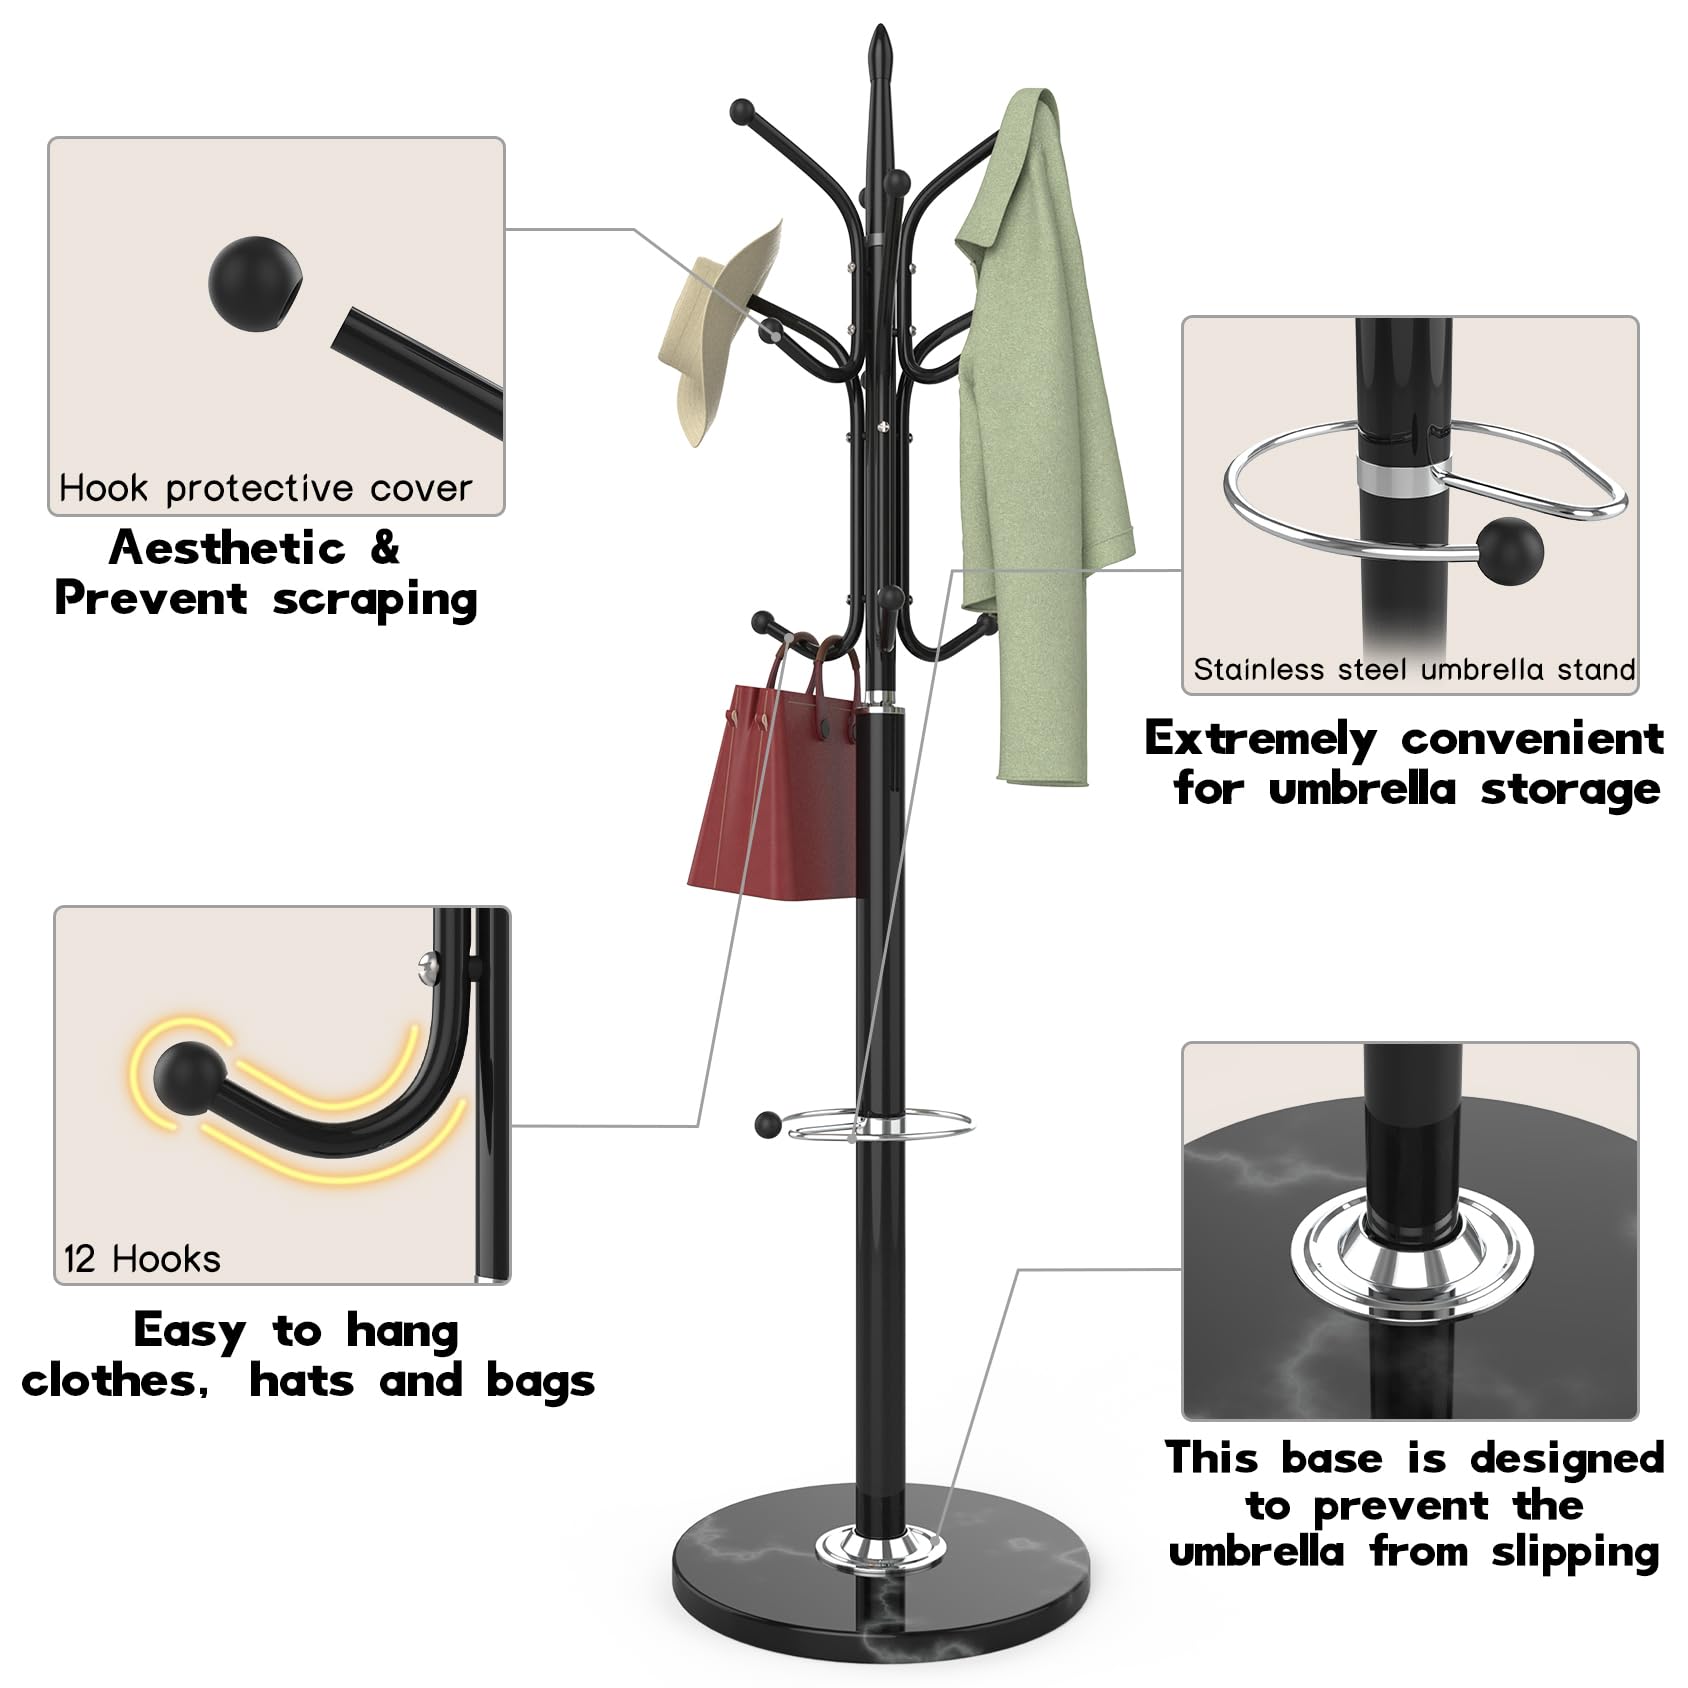 Hook protective cover
Aesthetic &
Prevent scraping
Stainless steel umbrella stand
Extremely convenient
for umbrella storage
12 Hooks
Easy to hang
clothes, hats and bags
This base is designed
to prevent the
umbrella from slipping